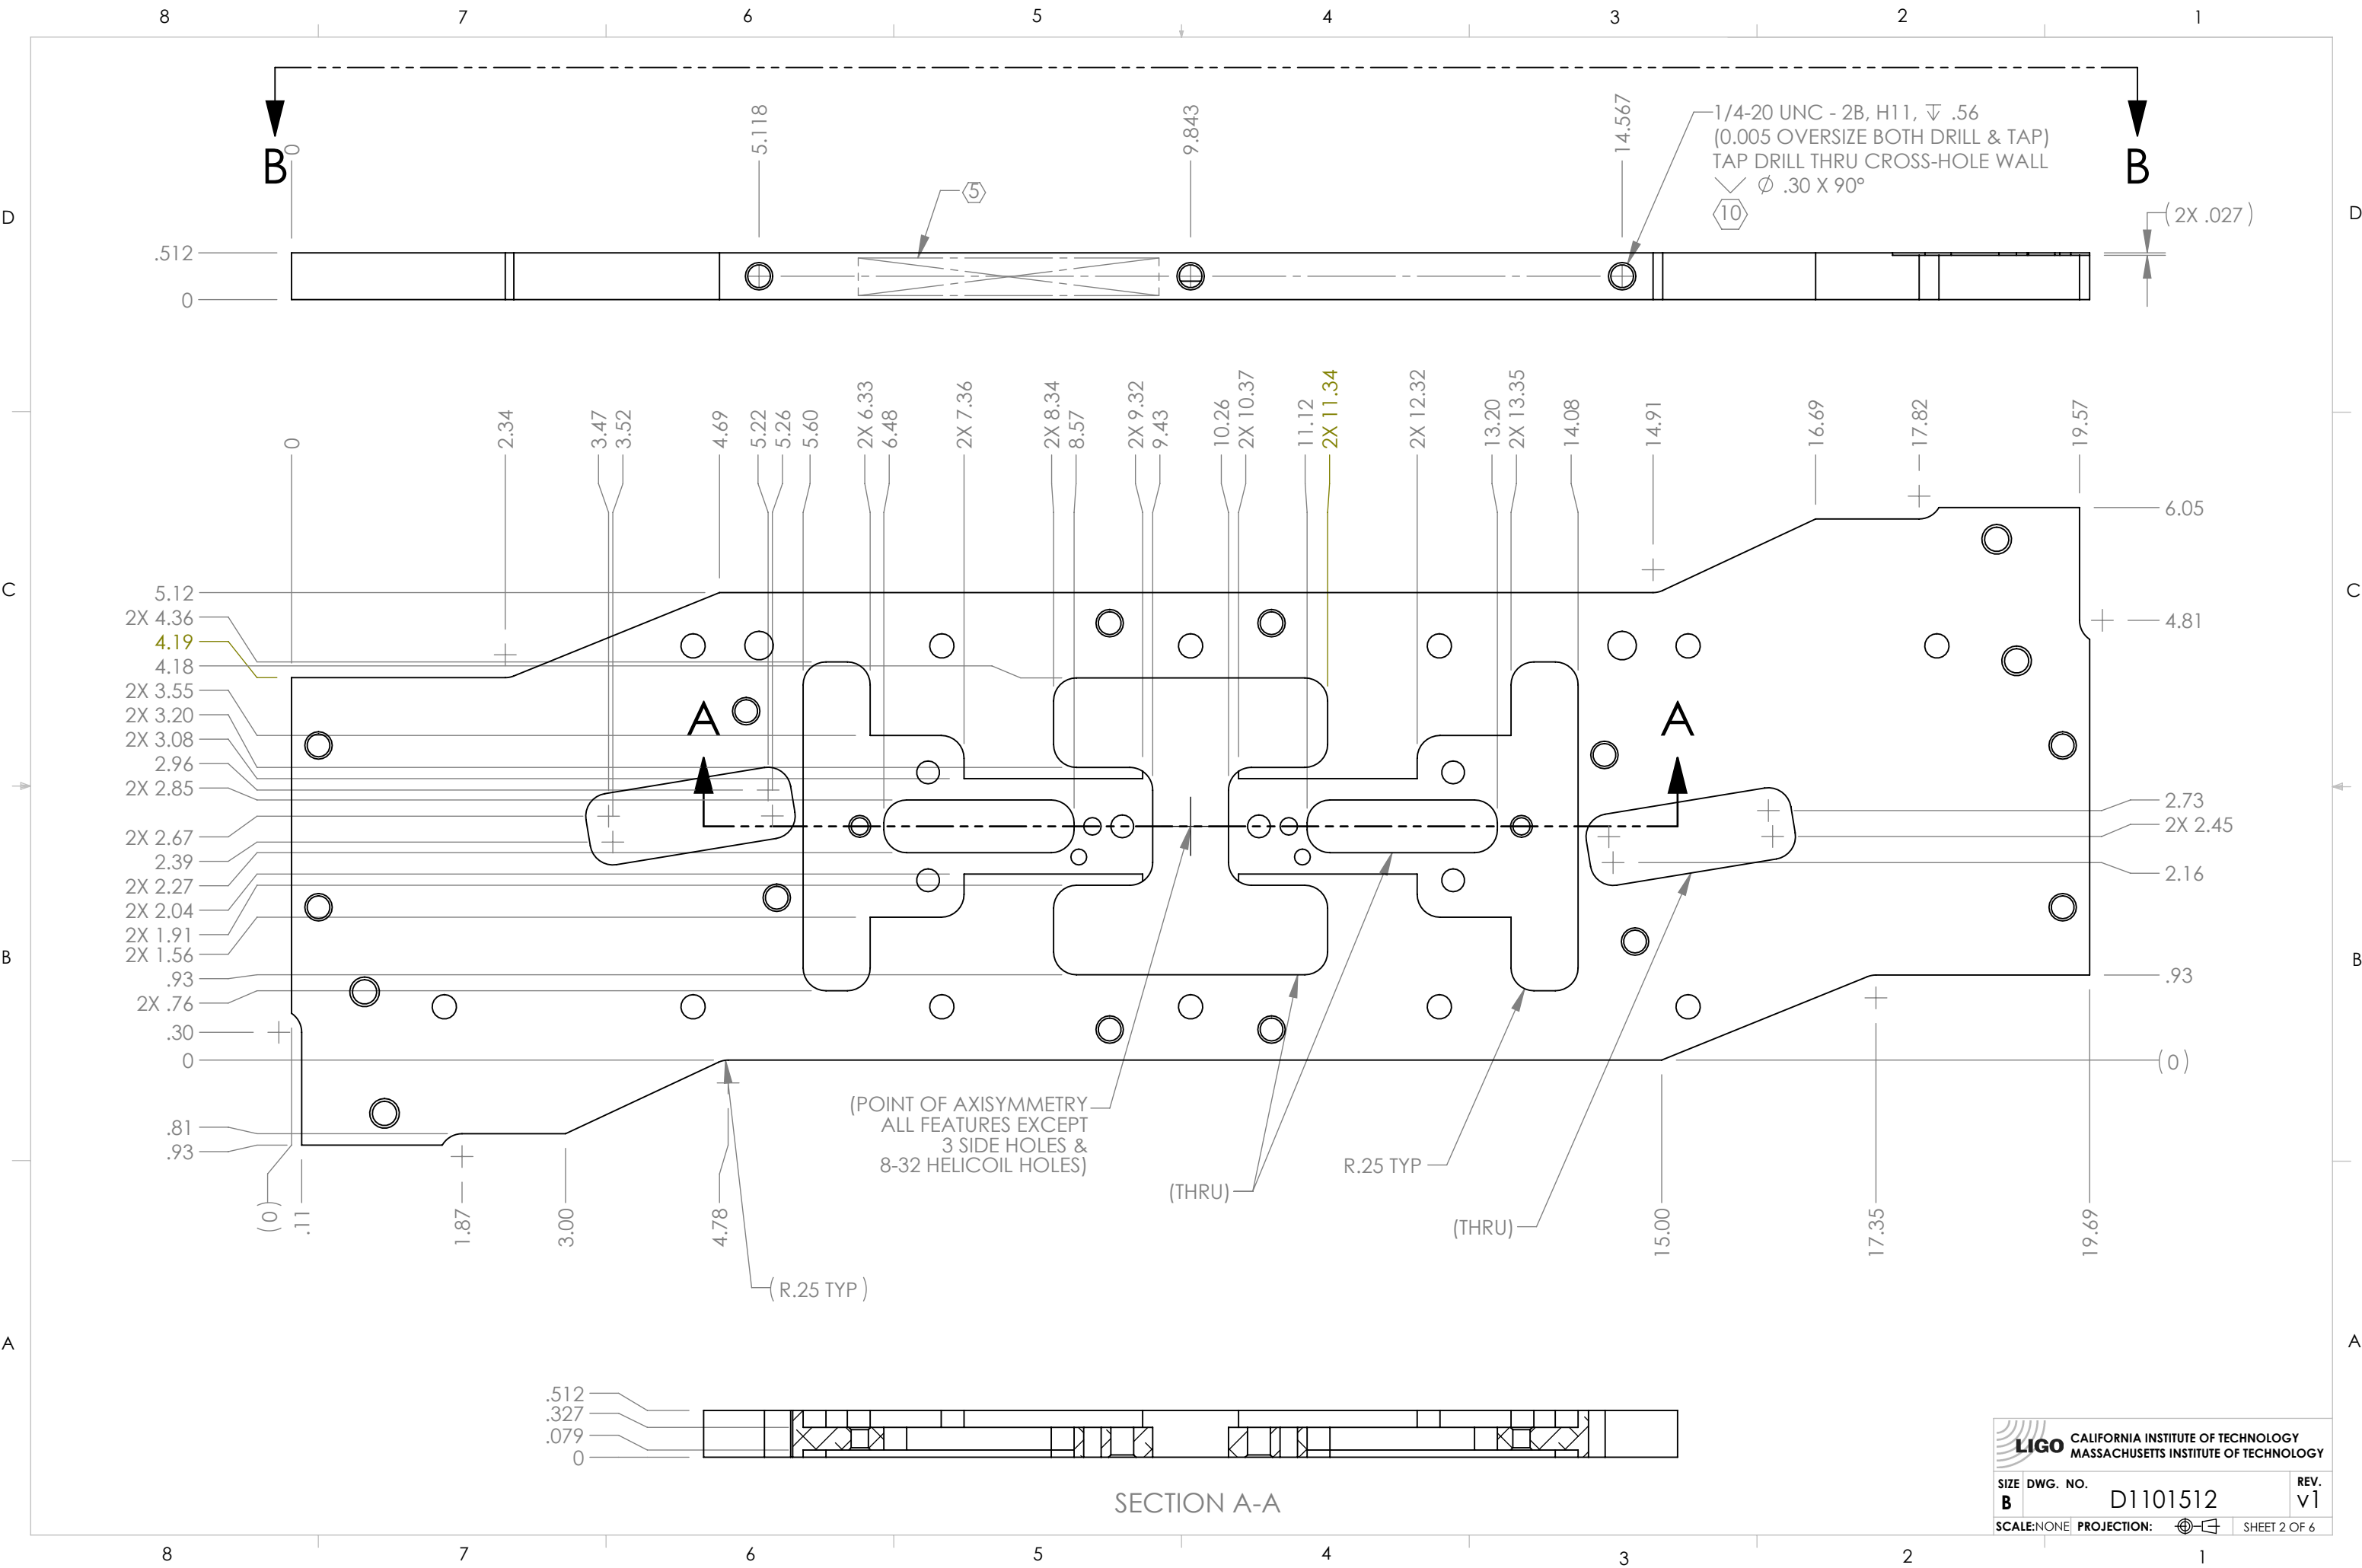 8 7 6 5 4 3 2 1
D D
C C
B B
A A
B B
0
5.118
9.843
14.567
1/4-20 UNC - 2B, H11, ↧ .56
(0.005 OVERSIZE BOTH DRILL & TAP)
TAP DRILL THRU CROSS-HOLE WALL
⌵ ∅ .30 X 90°
10
5
(2X .027)
.512
0
0
2.34
3.47
3.52
4.69
5.22
5.26
5.60
2X 6.33
6.48
2X 7.36
2X 8.34
8.57
2X 9.32
9.43
10.26
2X 10.37
11.12
2X 11.34
2X 12.32
13.20
2X 13.35
14.08
14.91
16.69
17.82
19.57
5.12
2X 4.36
4.19
4.18
2X 3.55
2X 3.20
2X 3.08
2.96
2X 2.85
2X 2.67
2.39
2X 2.27
2X 2.04
2X 1.91
2X 1.56
.93
2X .76
.30
0
.81
.93
6.05
4.81
2.73
2X 2.45
2.16
.93
(0)
A A
(POINT OF AXISYMMETRY
ALL FEATURES EXCEPT
3 SIDE HOLES &
8-32 HELICOIL HOLES)
(THRU)
R.25 TYP
(THRU)
(0)
.11
1.87
3.00
4.78
15.00
17.35
19.69
(R.25 TYP)
.512
.327
.079
0
SECTION A-A
LIGO
CALIFORNIA INSTITUTE OF TECHNOLOGY
MASSACHUSETTS INSTITUTE OF TECHNOLOGY
SIZE DWG. NO. REV.
B D1101512 v1
SCALE:NONE PROJECTION: SHEET 2 OF 6
8 7 6 5 4 3 2 1